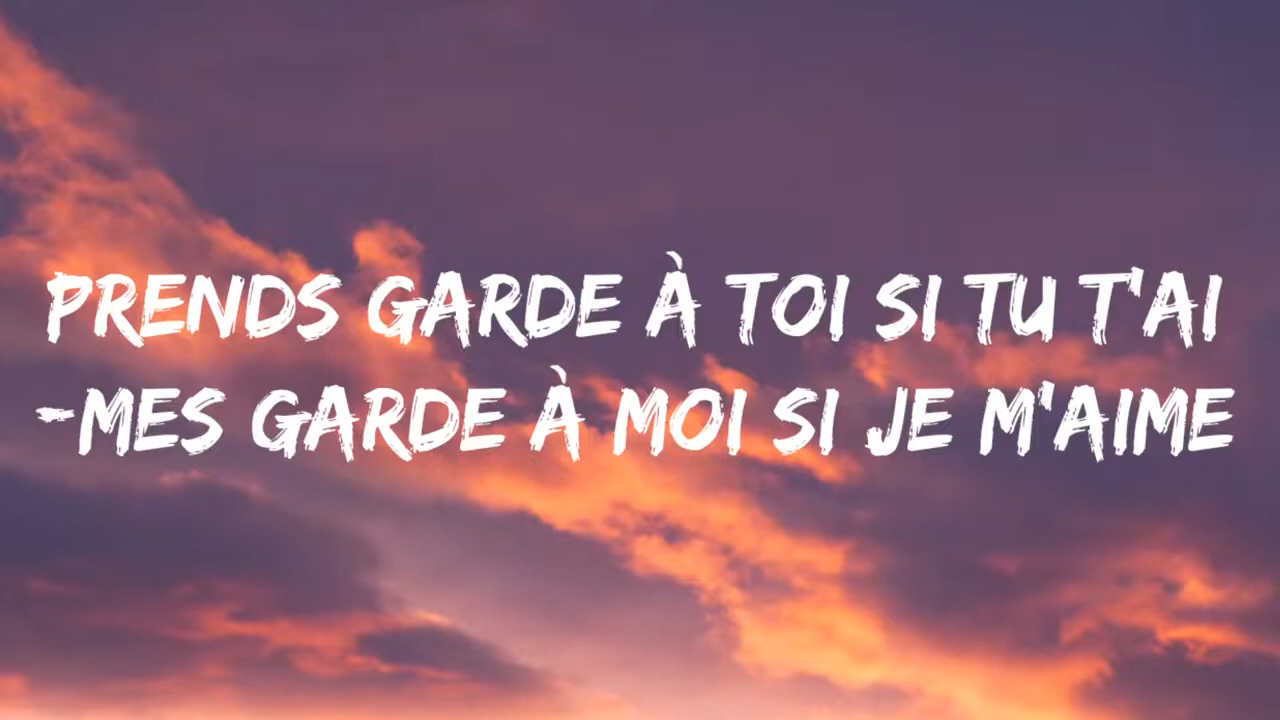 PRENDS GARDE À TOI SI TU T'AI
-MES GARDE À MOI SI JE M'AIME